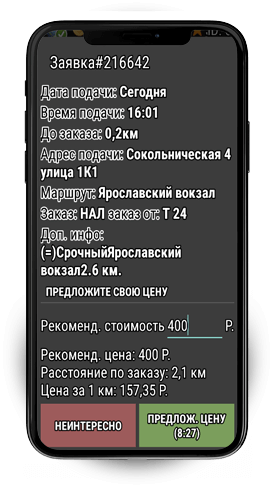 Заявка#216642
Дата подачи: Сегодня
Время подачи: 16:01
До заказа: 0,2км
Адрес подачи: Сокольническая 4
улица 1К1
Маршрут: Ярославский вокзал
Заказ: НАЛ заказ от: Т 24
Доп. инфо:
(=)СрочныйЯрославский
вокзал2.6 км.
ПРЕДЛОЖИТЕ СВОЮ ЦЕНУ
Рекоменд. стоимость 400 Р.
Рекоменд. цена: 400 Р.
Расстояние по заказу: 2,1 км
Цена за 1 км: 157,35 Р.
НЕИНТЕРЕСНО
ПРЕДЛОЖ. ЦЕНУ
(8:27)